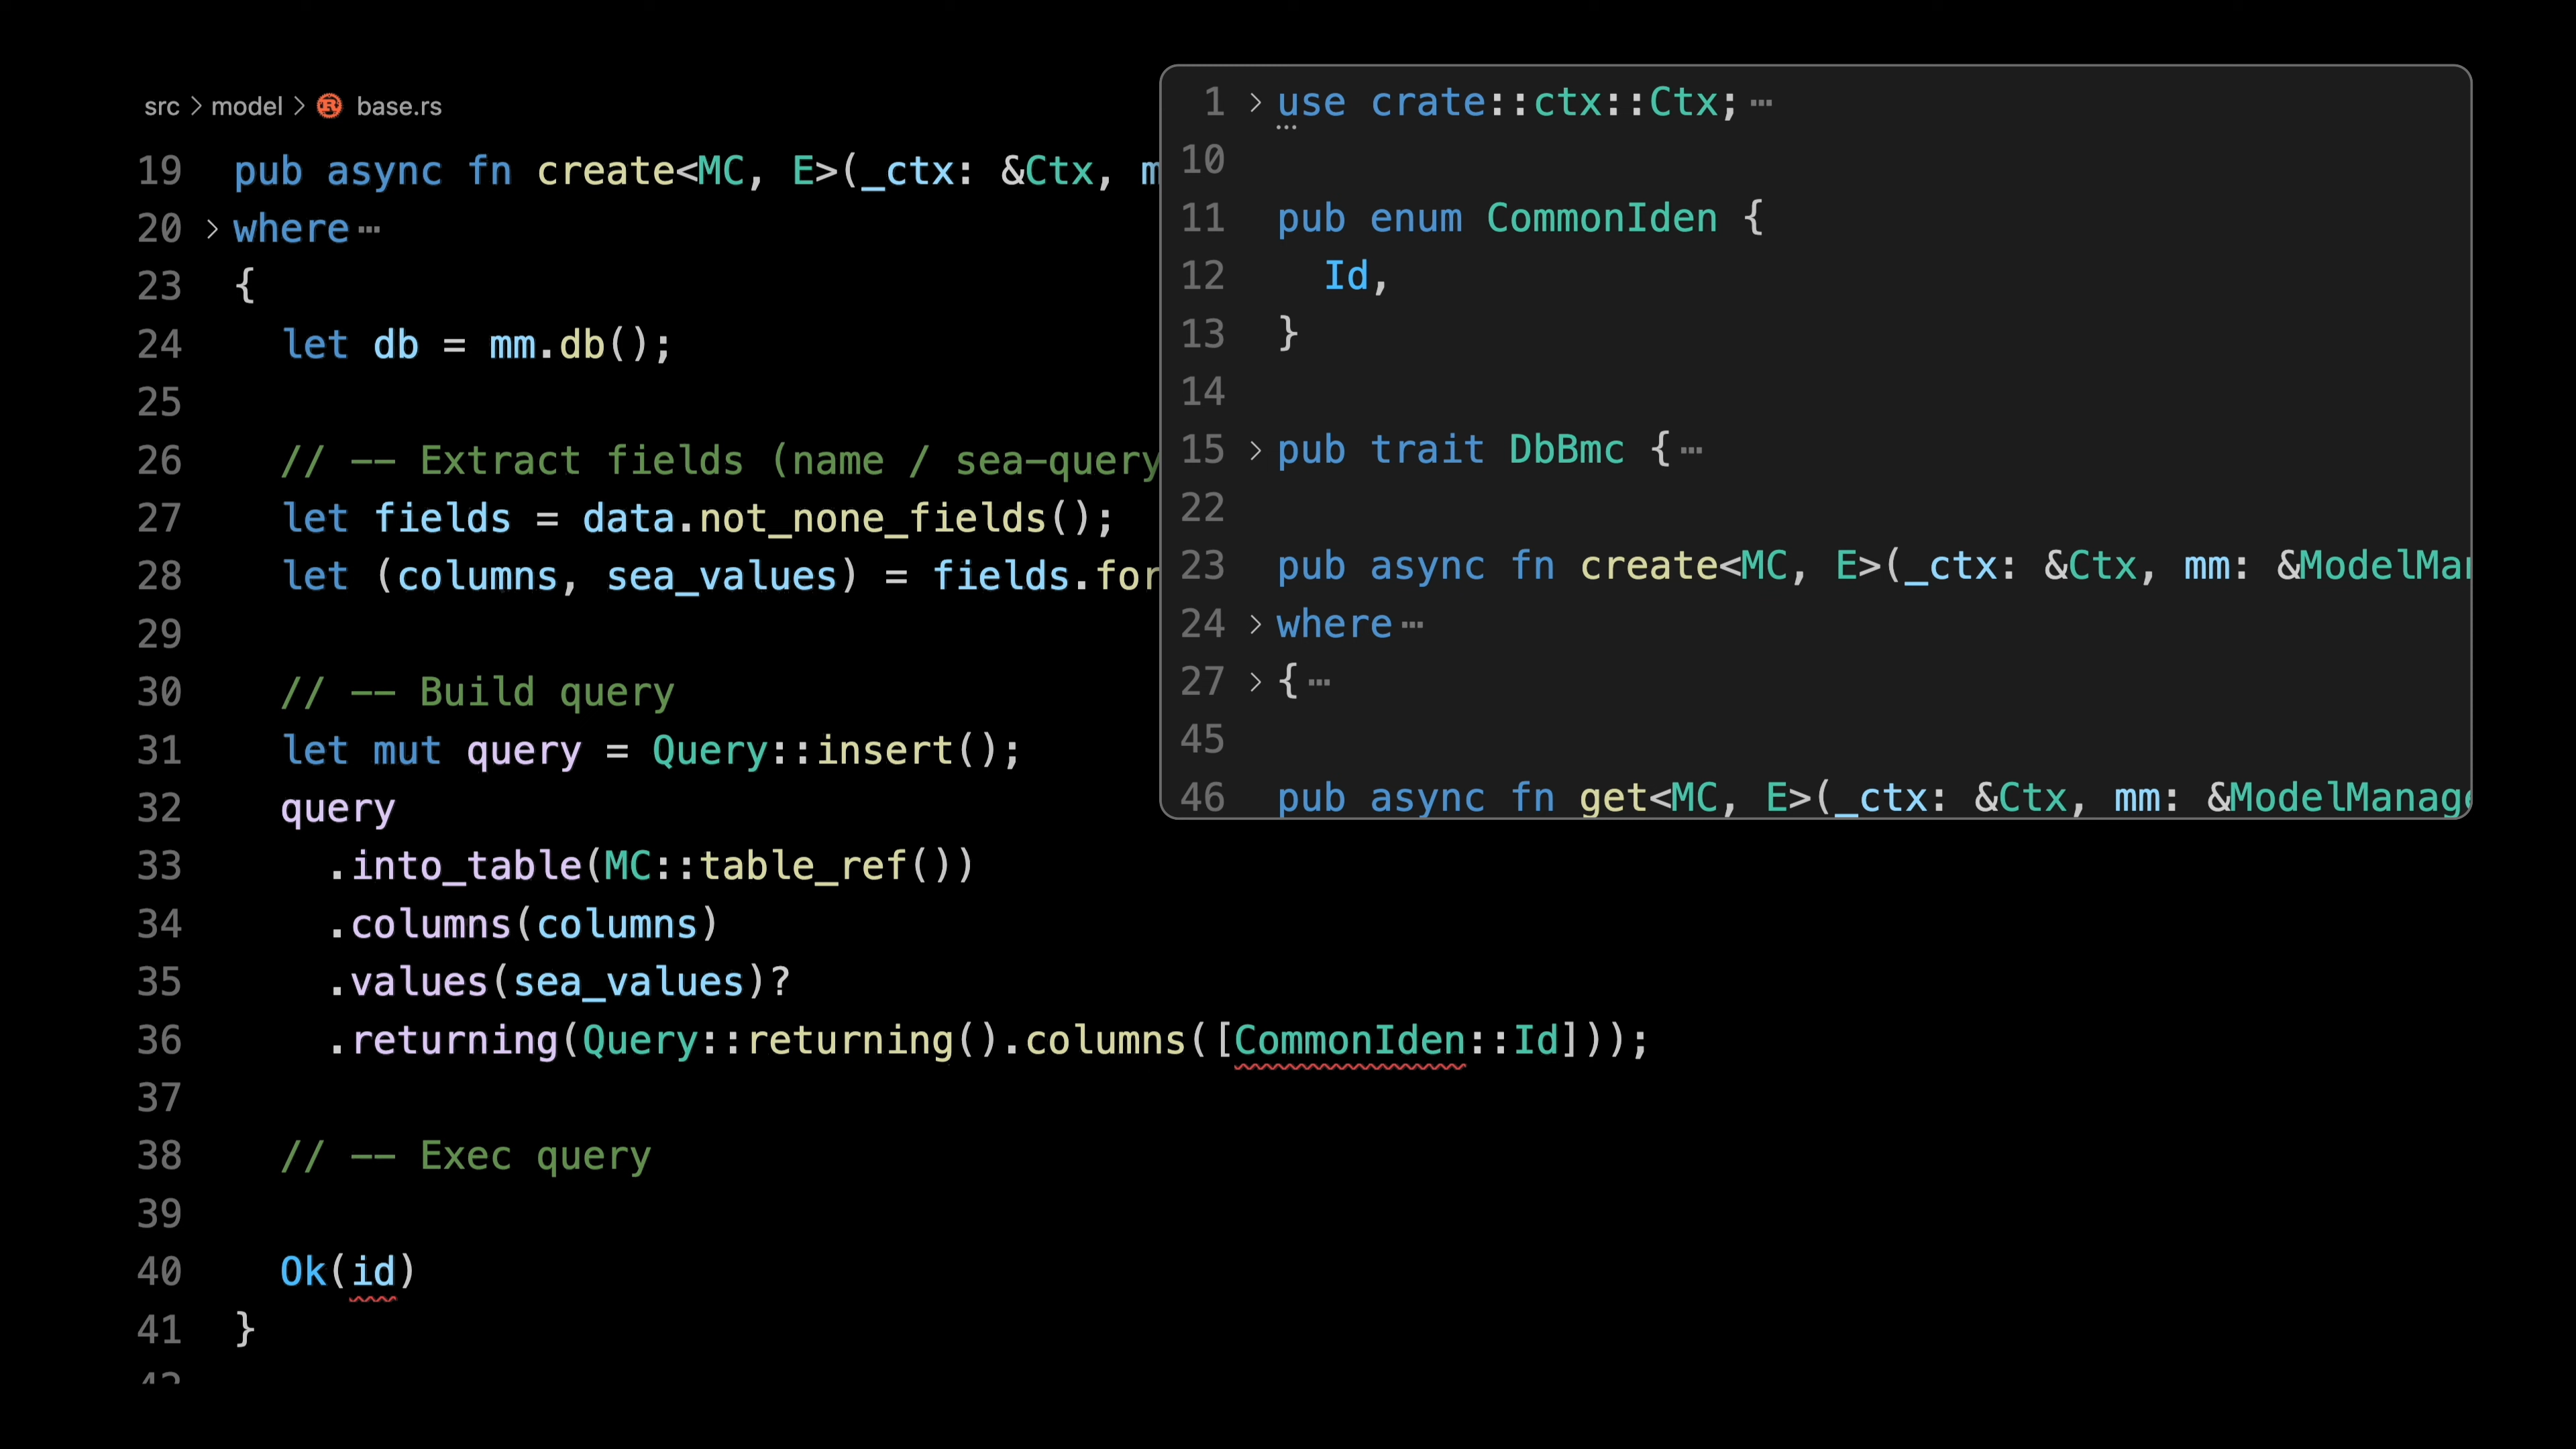 src > model > base.rs
19 pub async fn create<MC, E>(_ctx: &Ctx, m
20 > where ⋯
23 {
24 let db = mm.db();
25
26 // -- Extract fields (name / sea-query
27 let fields = data.not_none_fields();
28 let (columns, sea_values) = fields.for
29
30 // -- Build query
31 let mut query = Query::insert();
32 query
33 .into_table(MC::table_ref())
34 .columns(columns)
35 .values(sea_values)?
36 .returning(Query::returning().columns([CommonIden::Id]));
37
38 // -- Exec query
39
40 Ok(id)
41 }
42
1 > use crate::ctx::Ctx; ⋯
10
11 pub enum CommonIden {
12 Id,
13 }
14
15 > pub trait DbBmc { ⋯
22
23 pub async fn create<MC, E>(_ctx: &Ctx, mm: &ModelMan
24 > where ⋯
27 > { ⋯
45
46 pub async fn get<MC, E>(_ctx: &Ctx, mm: &ModelManage